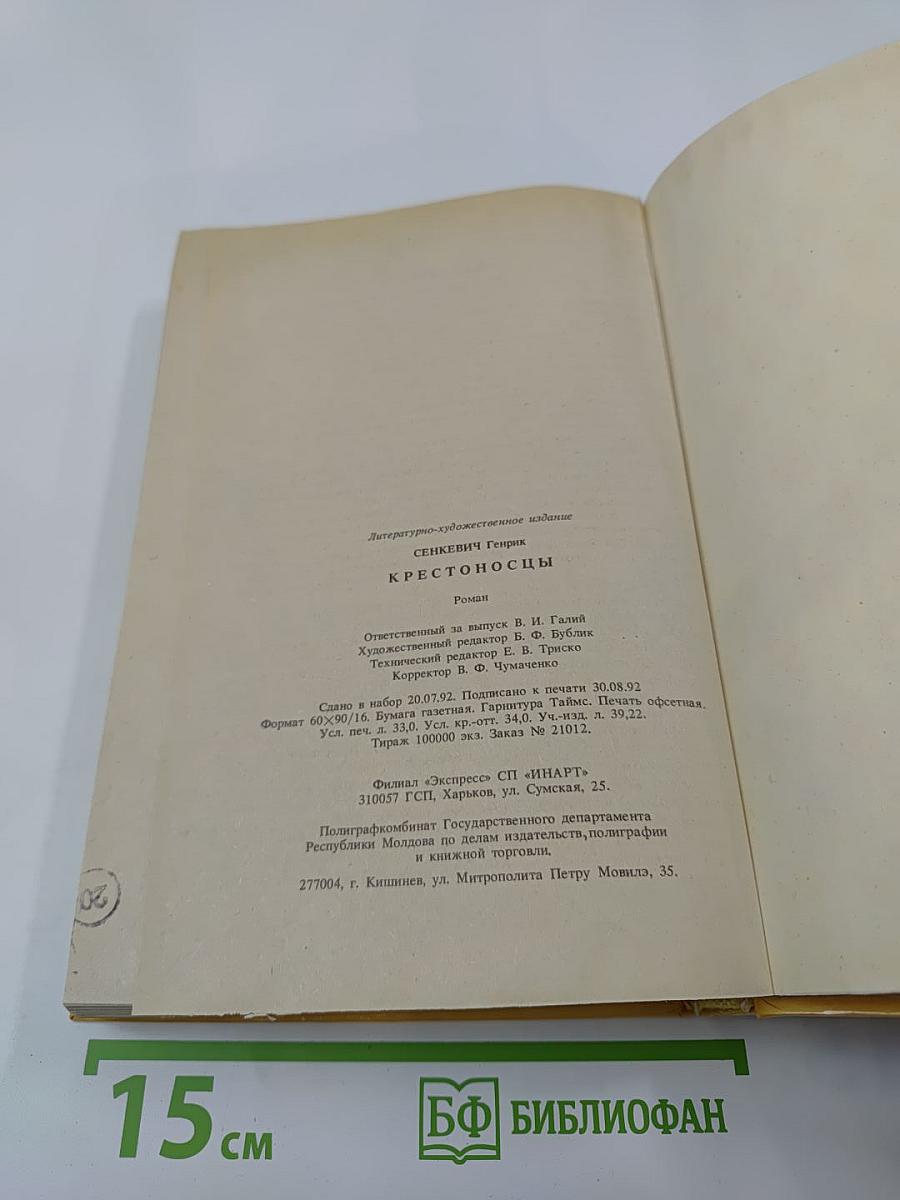 Литературно-художественное издание
СЕНКЕВИЧ Генрик
КРЕСТОНОСЦЫ
Роман
Ответственный за выпуск В. И. Галий
Художественный редактор Б. Ф. Бублик
Технический редактор Е. В. Триско
Корректор В. Ф. Чумаченко
Сдано в набор 20.07.92. Подписано к печати 30.08.92
Формат 60×90/16. Бумага газетная. Гарнитура Таймс. Печать офсетная.
Усл. печ. л. 33,0. Усл. кр.-отт. 34,0. Уч.-изд. л. 39,22.
Тираж 100000 экз. Заказ № 21012.
Филиал «Экспресс» СП «ИНАРТ»
310057 ГСП, Харьков, ул. Сумская, 25.
Полиграфкомбинат Государственного департамента
Республики Молдова по делам издательств, полиграфии
и книжной торговли.
277004, г. Кишинев, ул. Митрополита Петру Мовилэ, 35.
20
15 см
БФ БИБЛИОФАН